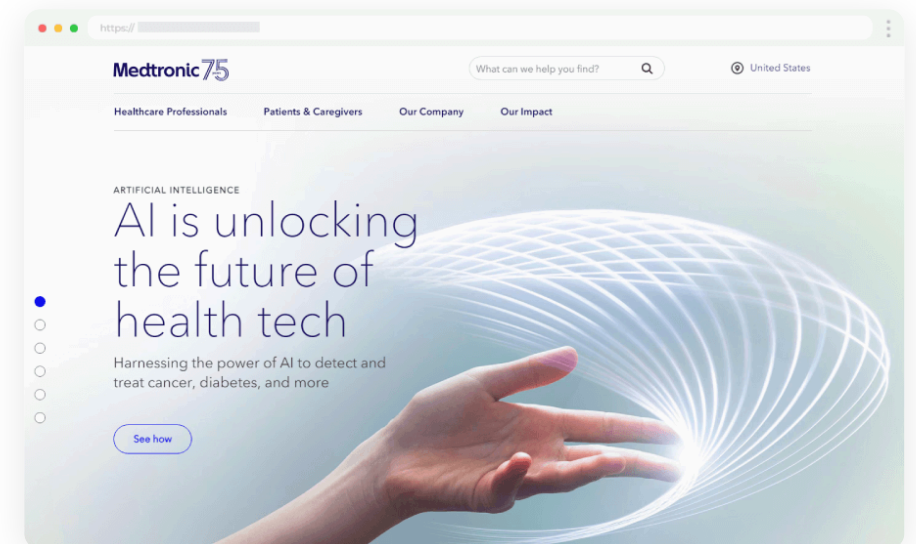 https://
Medtronic 75
What can we help you find?
United States
Healthcare Professionals
Patients & Caregivers
Our Company
Our Impact
ARTIFICIAL INTELLIGENCE
AI is unlocking
the future of
health tech
Harnessing the power of AI to detect and
treat cancer, diabetes, and more
See how